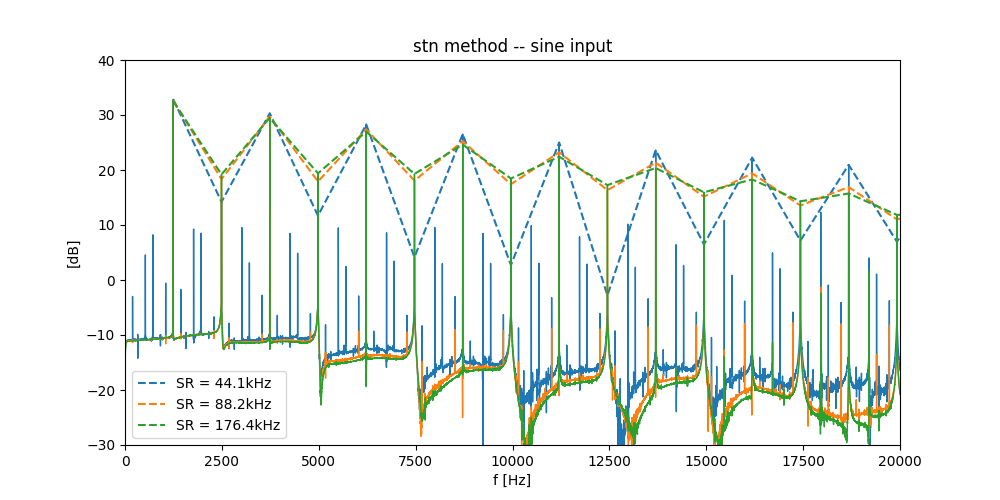 stn method -- sine input
[dB]
40
30
20
10
0
−10
−20
−30
SR = 44.1kHz
SR = 88.2kHz
SR = 176.4kHz
0 2500 5000 7500 10000 12500 15000 17500 20000
f [Hz]